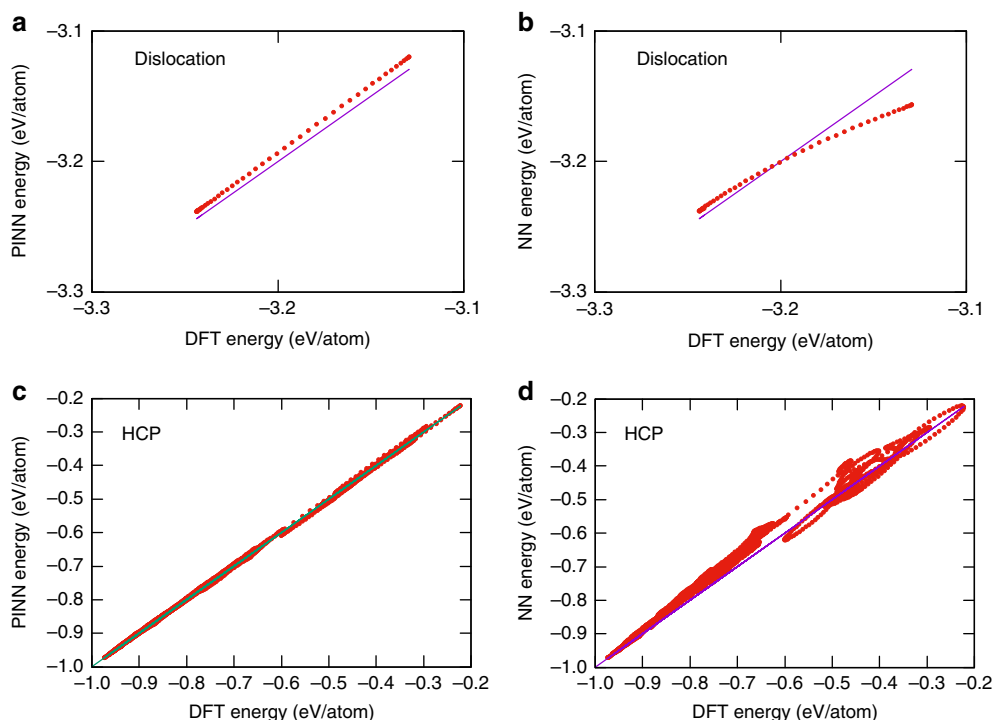 a
−3.1
Dislocation
PINN energy (eV/atom)
−3.2
−3.3
−3.3
−3.2
−3.1
DFT energy (eV/atom)
b
−3.1
Dislocation
NN energy (eV/atom)
−3.2
−3.3
−3.3
−3.2
−3.1
DFT energy (eV/atom)
c
−0.2
HCP
−0.3
−0.4
PINN energy (eV/atom)
−0.5
−0.6
−0.7
−0.8
−0.9
−1.0
−1.0 −0.9 −0.8 −0.7 −0.6 −0.5 −0.4 −0.3 −0.2
DFT energy (eV/atom)
d
−0.2
HCP
−0.3
−0.4
NN energy (eV/atom)
−0.5
−0.6
−0.7
−0.8
−0.9
−1.0
−1.0 −0.9 −0.8 −0.7 −0.6 −0.5 −0.4 −0.3 −0.2
DFT energy (eV/atom)